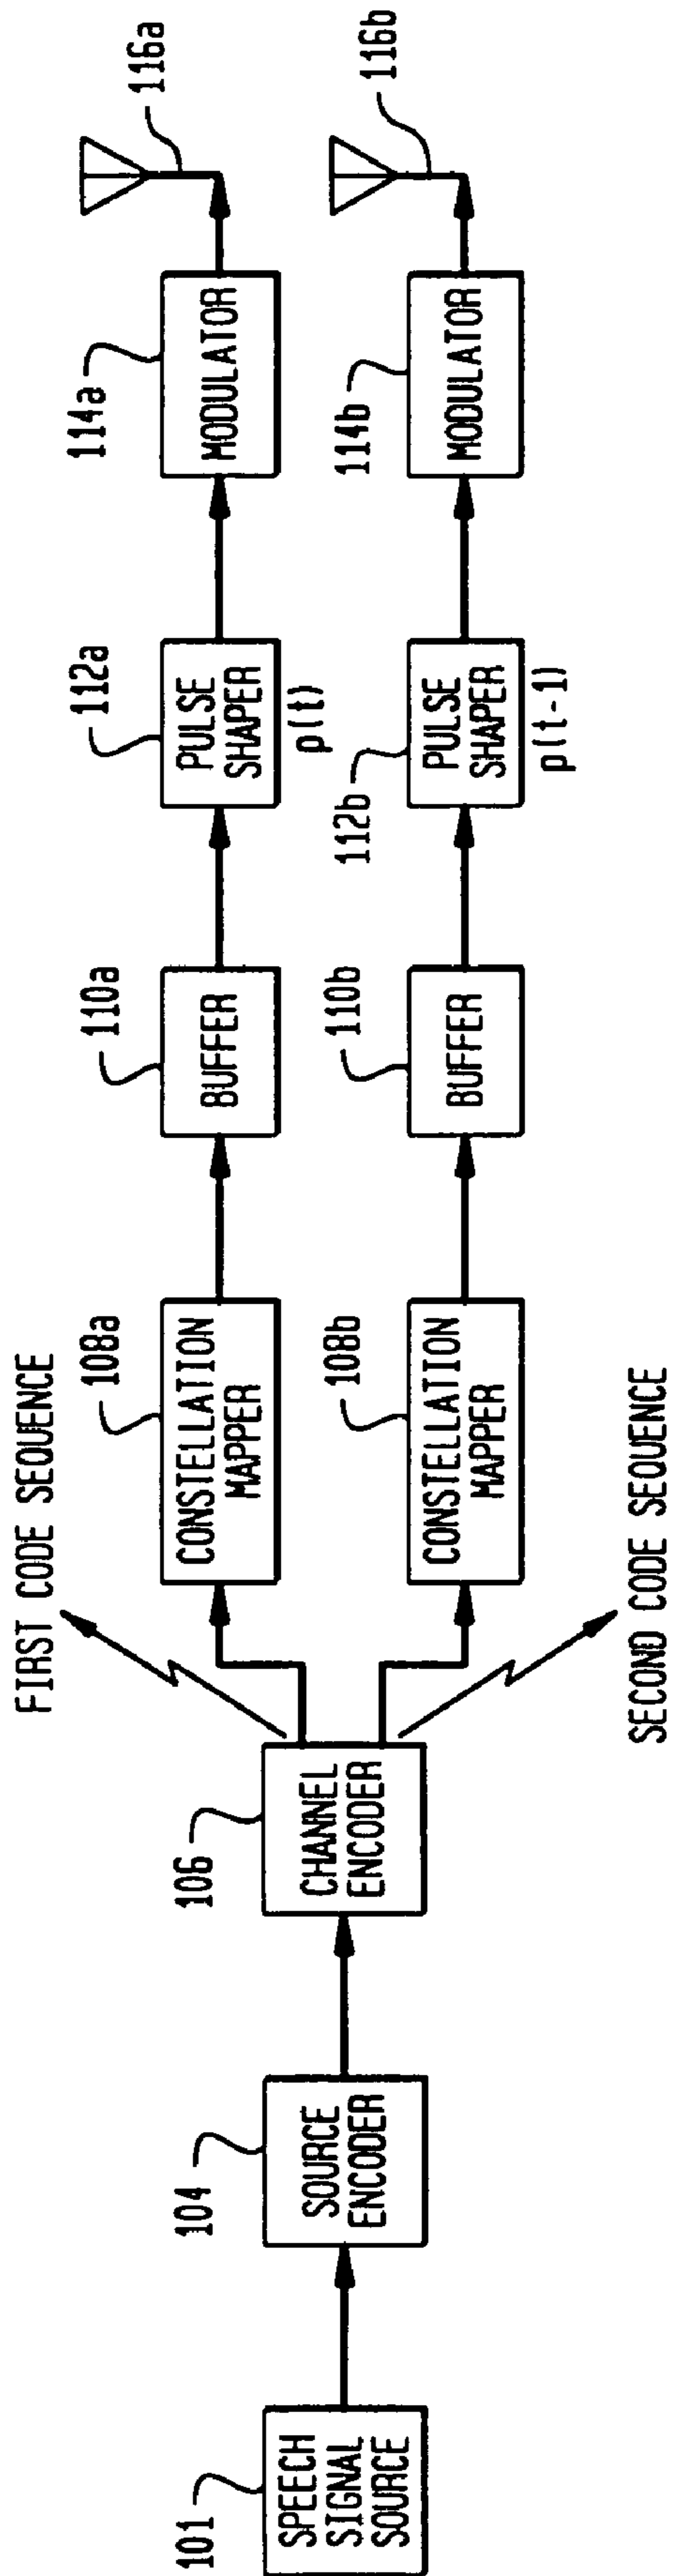 101
SPEECH
SIGNAL
SOURCE
104
SOURCE
ENCODER
106
CHANNEL
ENCODER
FIRST CODE SEQUENCE
SECOND CODE SEQUENCE
108a
CONSTELLATION
MAPPER
110a
BUFFER
112a
PULSE
SHAPER
p(t)
114a
MODULATOR
116a
108b
CONSTELLATION
MAPPER
110b
BUFFER
112b
PULSE
SHAPER
p(t-1)
114b
MODULATOR
116b